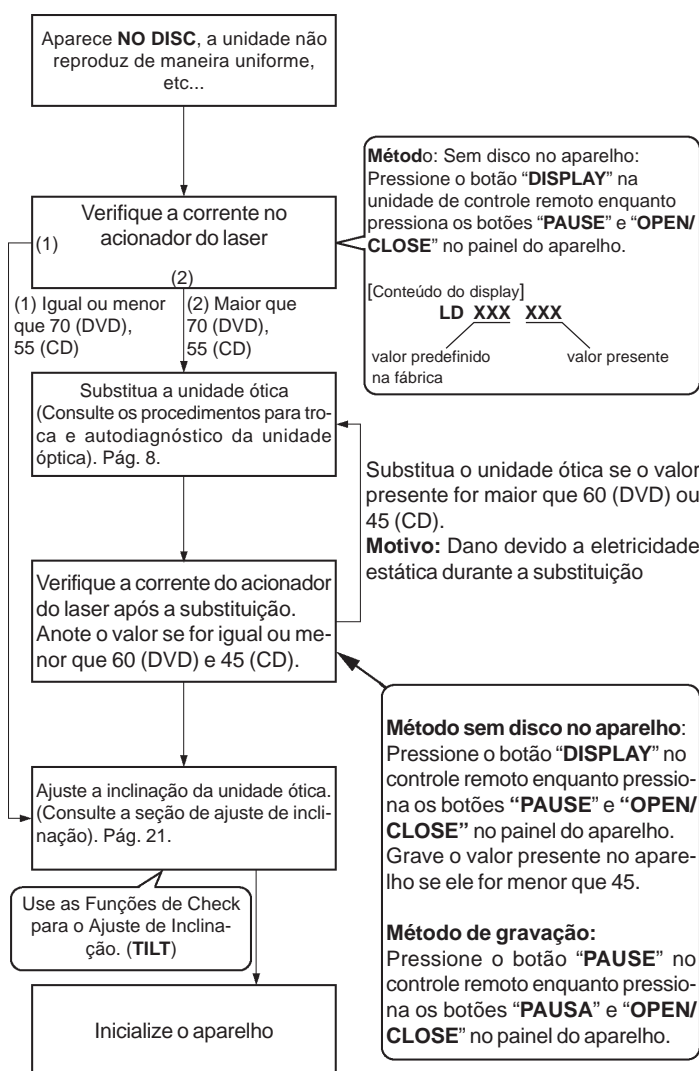 Aparece NO DISC, a unidade não
reproduz de maneira uniforme,
etc...
Verifique a corrente no
acionador do laser
(1)
(2)
Método: Sem disco no aparelho:
Pressione o botão “DISPLAY” na
unidade de controle remoto enquanto
pressiona os botões “PAUSE” e “OPEN/
CLOSE” no painel do aparelho.
[Conteúdo do display]
LD XXX XXX
valor predefinido
na fábrica
valor presente
(1) Igual ou menor
que 70 (DVD),
55 (CD)
(2) Maior que
70 (DVD),
55 (CD)
Substitua a unidade ótica
(Consulte os procedimentos para tro-
ca e autodiagnóstico da unidade
óptica). Pág. 8.
Substitua o unidade ótica se o valor
presente for maior que 60 (DVD) ou
45 (CD).
Motivo: Dano devido a eletricidade
estática durante a substituição
Verifique a corrente do acionador
do laser após a substituição.
Anote o valor se for igual ou me-
nor que 60 (DVD) e 45 (CD).
Método sem disco no aparelho:
Pressione o botão “DISPLAY” no
controle remoto enquanto pressio-
na os botões “PAUSE” e “OPEN/
CLOSE” no painel do aparelho.
Grave o valor presente no apare-
lho se ele for menor que 45.
Método de gravação:
Pressione o botão “PAUSE” no
controle remoto enquanto pressio-
na os botões “PAUSA” e “OPEN/
CLOSE” no painel do aparelho.
Ajuste a inclinação da unidade ótica.
(Consulte a seção de ajuste de incli-
nação). Pág. 21.
Use as Funções de Check
para o Ajuste de Inclina-
ção. (TILT)
Inicialize o aparelho